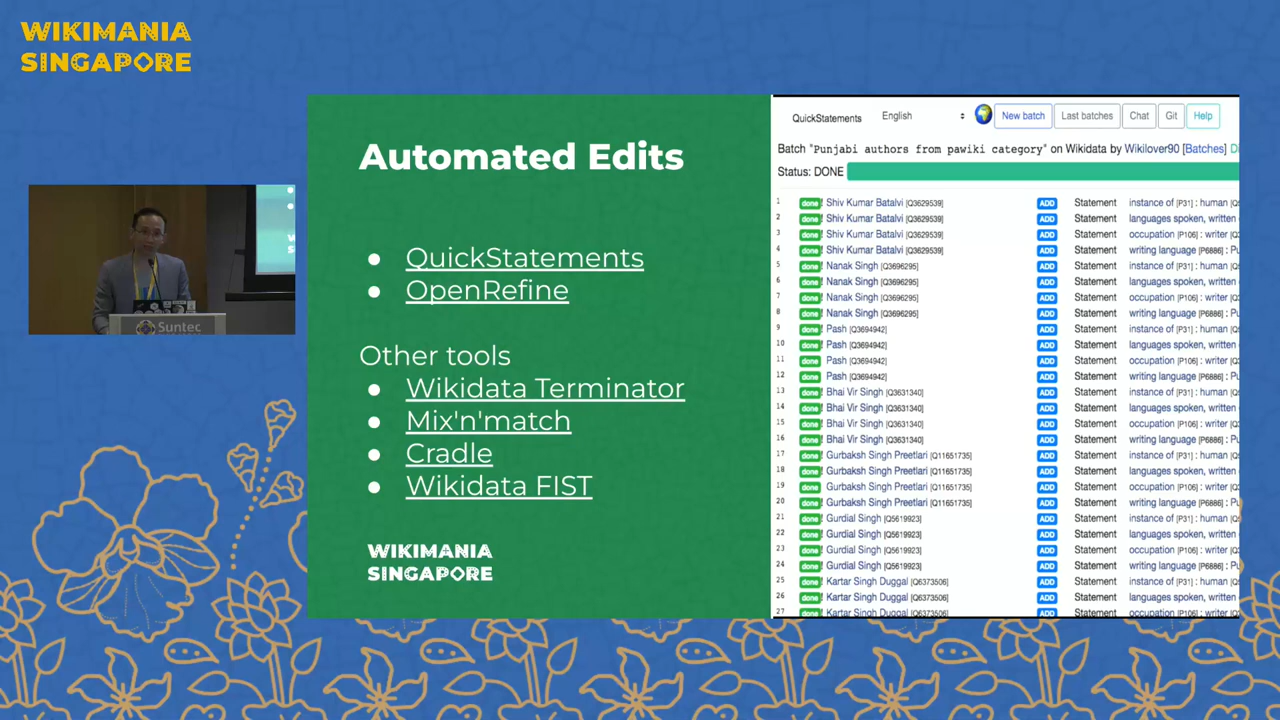 WIKIMANIA
SINGAPORE
Suntec
Automated Edits
● QuickStatements
● OpenRefine
Other tools
● Wikidata Terminator
● Mix'n'match
● Cradle
● Wikidata FIST
WIKIMANIA
SINGAPORE
QuickStatements English New batch Last batches Chat Git Help
Batch "Punjabi authors from pawiki category" on Wikidata by Wikilover90 [Batches]
Status: DONE
1 done! Shiv Kumar Batalvi [Q3629539] ADD Statement instance of [P31] : human
2 done! Shiv Kumar Batalvi [Q3629539] ADD Statement languages spoken, written
3 done! Shiv Kumar Batalvi [Q3629539] ADD Statement occupation [P106] : writer
4 done! Shiv Kumar Batalvi [Q3629539] ADD Statement writing language [P6886] :
5 done! Nanak Singh [Q3696295] ADD Statement instance of [P31] : human
6 done! Nanak Singh [Q3696295] ADD Statement languages spoken, written
7 done! Nanak Singh [Q3696295] ADD Statement occupation [P106] : writer
8 done! Nanak Singh [Q3696295] ADD Statement writing language [P6886] :
9 done! Pash [Q3694942] ADD Statement instance of [P31] : human
10 done! Pash [Q3694942] ADD Statement languages spoken, written
11 done! Pash [Q3694942] ADD Statement occupation [P106] : writer
12 done! Pash [Q3694942] ADD Statement writing language [P6886] :
13 done! Bhai Vir Singh [Q3631340] ADD Statement instance of [P31] : human
14 done! Bhai Vir Singh [Q3631340] ADD Statement languages spoken, written
15 done! Bhai Vir Singh [Q3631340] ADD Statement occupation [P106] : writer
16 done! Bhai Vir Singh [Q3631340] ADD Statement writing language [P6886] :
17 done! Gurbaksh Singh Preetlari [Q11651735] ADD Statement instance of [P31] : human
18 done! Gurbaksh Singh Preetlari [Q11651735] ADD Statement languages spoken, written
19 done! Gurbaksh Singh Preetlari [Q11651735] ADD Statement occupation [P106] : writer
20 done! Gurbaksh Singh Preetlari [Q11651735] ADD Statement writing language [P6886] :
21 done! Gurdial Singh [Q5619923] ADD Statement instance of [P31] : human
22 done! Gurdial Singh [Q5619923] ADD Statement languages spoken, written
23 done! Gurdial Singh [Q5619923] ADD Statement occupation [P106] : writer
24 done! Gurdial Singh [Q5619923] ADD Statement writing language [P6886] :
25 done! Kartar Singh Duggal [Q6373506] ADD Statement instance of [P31] : human
26 done! Kartar Singh Duggal [Q6373506] ADD Statement languages spoken, written
27 done! Kartar Singh Duggal [Q6373506] ADD Statement occupation [P106] : writer